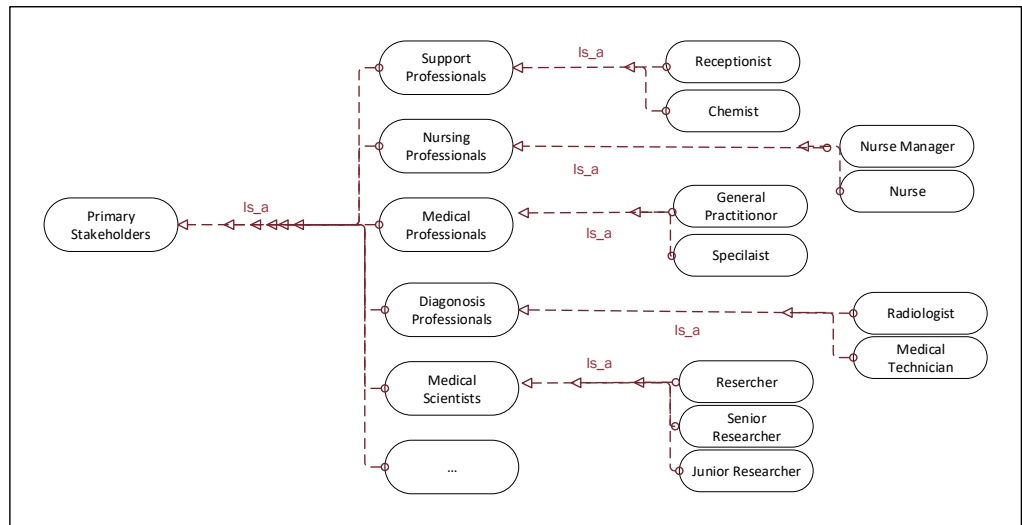 Support
Professionals
Is_a
Receptionist
Chemist
Nursing
Professionals
Is_a
Nurse Manager
Nurse
Primary
Stakeholders
Is_a
Medical
Professionals
Is_a
General
Practitionor
Specilaist
Diagonosis
Professionals
Is_a
Radiologist
Medical
Technician
Medical
Scientists
Is_a
Resercher
Senior
Researcher
Junior Researcher
...